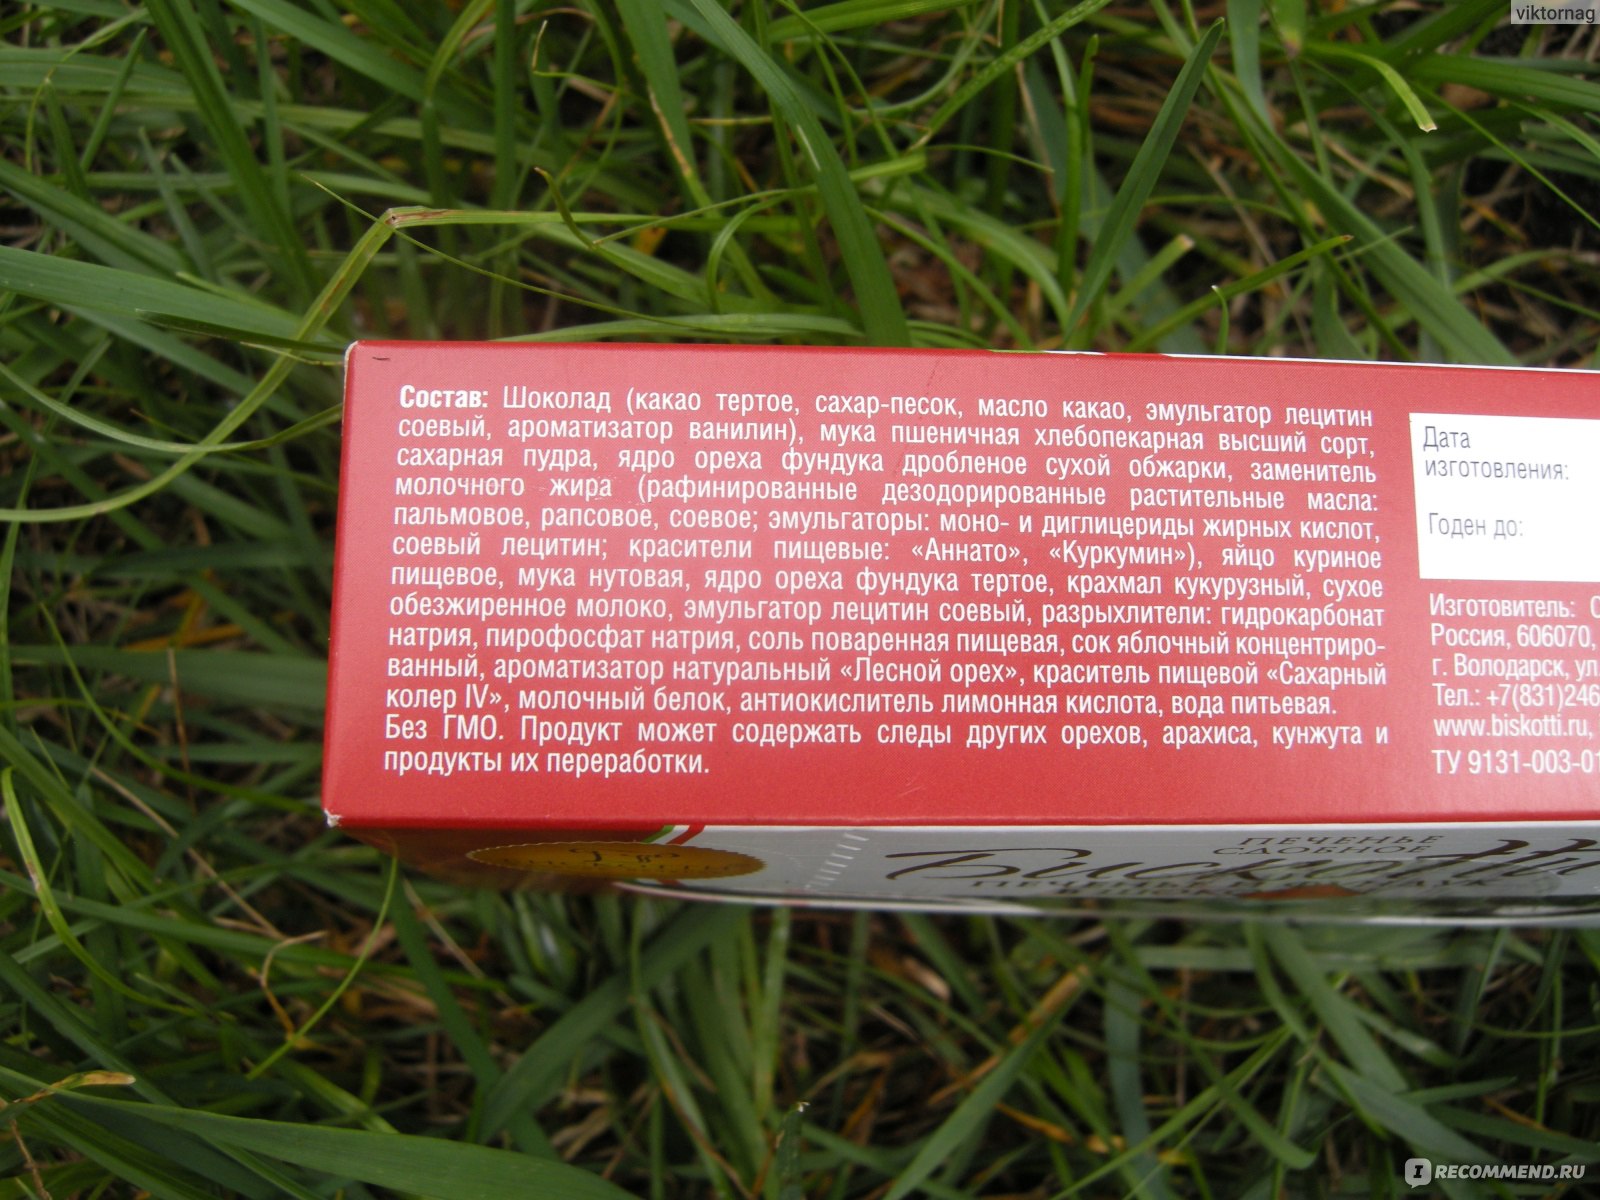 viktornag
Состав: Шоколад (какао тертое, сахар-песок, масло какао, эмульгатор лецитин
соевый, ароматизатор ванилин), мука пшеничная хлебопекарная высший сорт,
сахарная пудра, ядро ореха фундука дробленое сухой обжарки, заменитель
молочного жира (рафинированные дезодорированные растительные масла:
пальмовое, рапсовое, соевое; эмульгаторы: моно- и диглицериды жирных кислот,
соевый лецитин; красители пищевые: «Аннато», «Куркумин»), яйцо куриное
пищевое, мука нутовая, ядро ореха фундука тертое, крахмал кукурузный, сухое
обезжиренное молоко, эмульгатор лецитин соевый, разрыхлители: гидрокарбонат
натрия, пирофосфат натрия, соль поваренная пищевая, сок яблочный концентриро-
ванный, ароматизатор натуральный «Лесной орех», краситель пищевой «Сахарный
колер IV», молочный белок, антиокислитель лимонная кислота, вода питьевая.
Без ГМО. Продукт может содержать следы других орехов, арахиса, кунжута и
продукты их переработки.
Дата
изготовления:
Годен до:
Изготовитель:
Россия, 606070,
г. Володарск, ул.
Тел.: +7(831)246
www.biskotti.ru,
ТУ 9131-003-01
ПЕЧЕНЬЕ
СДОБНОЕ
Бискотти
IRECOMMEND.RU